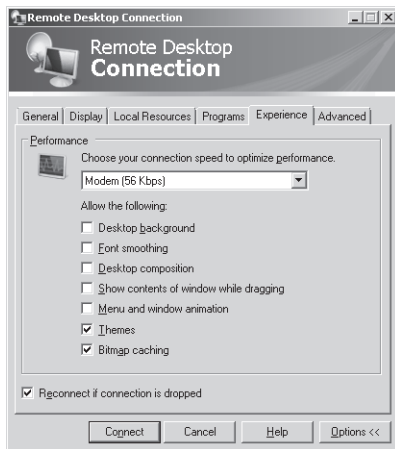 Remote Desktop Connection
Remote Desktop
Connection
General Display Local Resources Programs Experience Advanced
Performance
Choose your connection speed to optimize performance.
Modem (56 Kbps)
Allow the following:
Desktop background
Font smoothing
Desktop composition
Show contents of window while dragging
Menu and window animation
Themes
Bitmap caching
Reconnect if connection is dropped
Connect Cancel Help Options <<